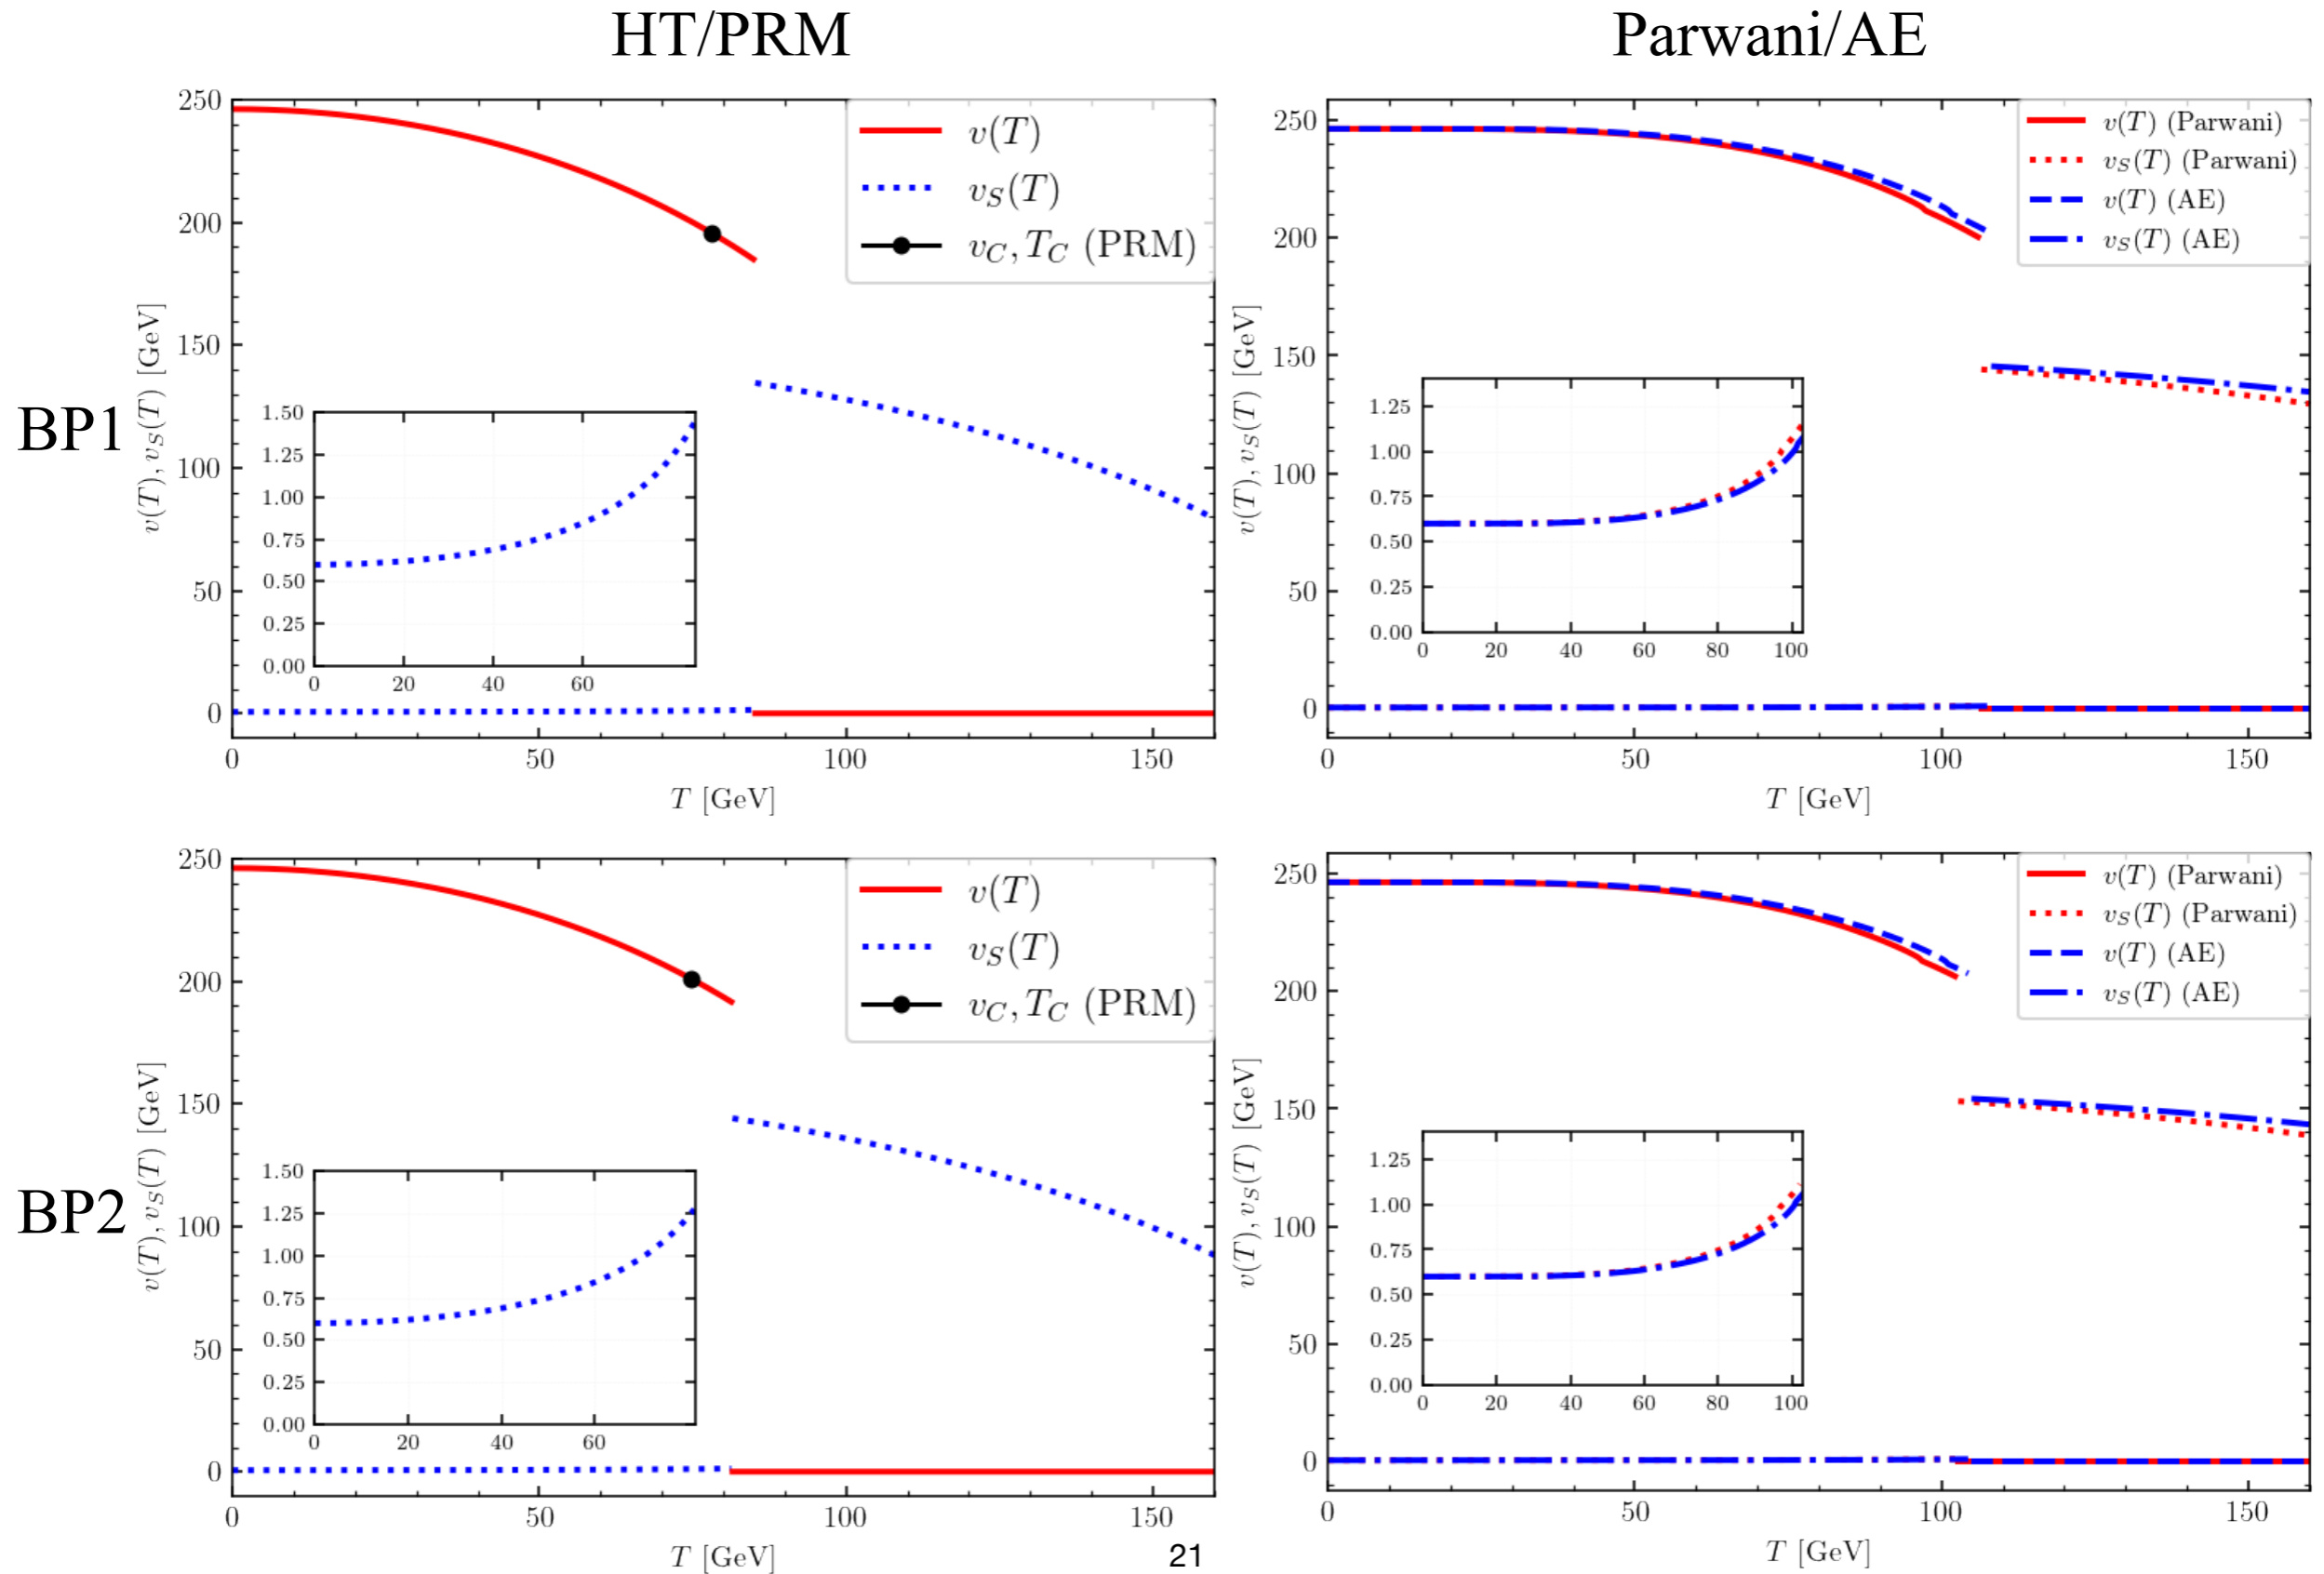 HT/PRM
Parwani/AE
BP1
v(T), v_S(T) [GeV]
250
200
150
100
50
0
v(T)
v_S(T)
v_C, T_C (PRM)
1.50
1.25
1.00
0.75
0.50
0.25
0.00
0 20 40 60
0 50 100 150
T [GeV]
v(T), v_S(T) [GeV]
250
200
150
100
50
0
v(T) (Parwani)
v_S(T) (Parwani)
v(T) (AE)
v_S(T) (AE)
1.25
1.00
0.75
0.50
0.25
0.00
0 20 40 60 80 100
0 50 100 150
T [GeV]
BP2
v(T), v_S(T) [GeV]
250
200
150
100
50
0
v(T)
v_S(T)
v_C, T_C (PRM)
1.50
1.25
1.00
0.75
0.50
0.25
0.00
0 20 40 60
0 50 100 150
T [GeV]
v(T), v_S(T) [GeV]
250
200
150
100
50
0
v(T) (Parwani)
v_S(T) (Parwani)
v(T) (AE)
v_S(T) (AE)
1.25
1.00
0.75
0.50
0.25
0.00
0 20 40 60 80 100
0 50 100 150
T [GeV]
21